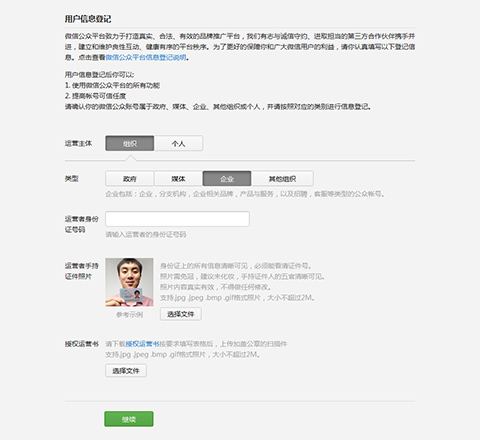 用户信息登记
微信公众平台致力于打造真实、合法、有效的品牌推广平台，我们有志与诚信守约、进取担当的第三方合作伙伴携手并
进，建立和维护良性互动、健康有序的平台秩序。为了更好的保障你和广大微信用户的利益，请你认真填写以下登记信
息。点击查看微信公众平台信息登记说明。
用户信息登记后你可以:
1. 使用微信公众平台的所有功能
2. 提高帐号可信任度
请确认你的微信公众账号属于政府、媒体、企业、其他组织或个人，并请按照对应的类别进行信息登记。
运营主体 组织 个人
类型 政府 媒体 企业 其他组织
企业包括：企业，分支机构，企业相关品牌，产品与服务，以及招聘，客服等类型的公众帐号。
运营者身份
证号码
请输入运营者的身份证号码
运营者手持
证件照片
身份证上的所有信息清晰可见，必须能看清证件号。
照片需免冠，建议未化妆，手持证件人的五官清晰可见。
照片内容真实有效，不得做任何修改。
支持.jpg .jpeg .bmp .gif格式照片，大小不超过2M。
参考示例 选择文件
授权运营书 请下载授权运营书按要求填写表格后，上传加盖公章的扫描件
支持.jpg .jpeg .bmp .gif格式照片，大小不超过2M。
选择文件
继续